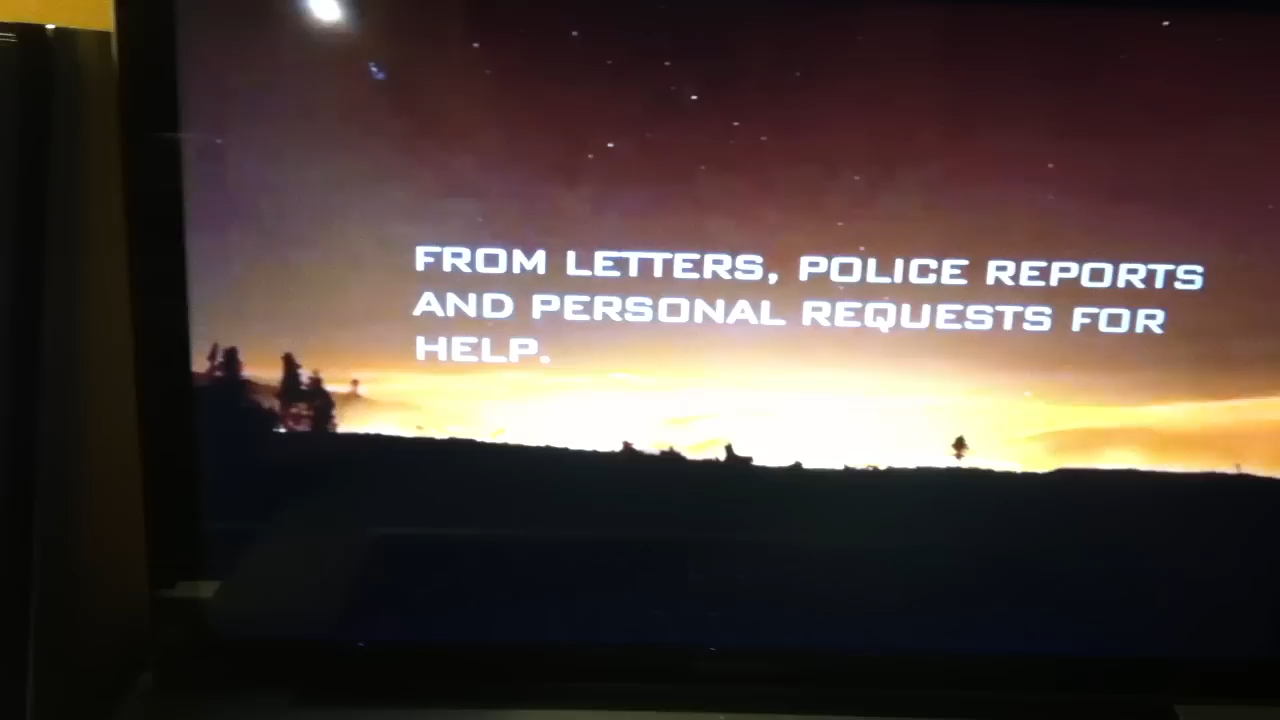 FROM LETTERS, POLICE REPORTS
AND PERSONAL REQUESTS FOR
HELP.